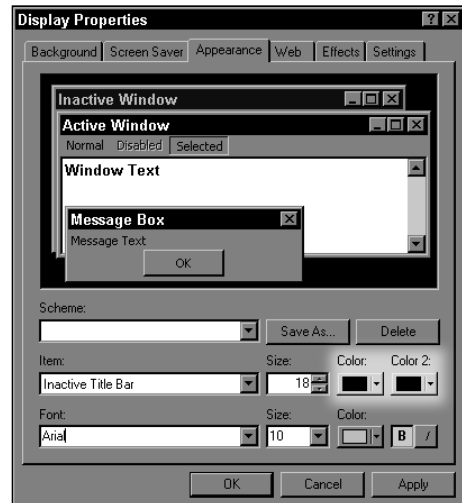 Display Properties
Background Screen Saver Appearance Web Effects Settings
Inactive Window
Active Window
Normal Disabled Selected
Window Text
Message Box
Message Text
OK
Scheme:
Save As... Delete
Item: Size: Color: Color 2:
Inactive Title Bar 18
Font: Size: Color:
Arial 10 B /
OK Cancel Apply